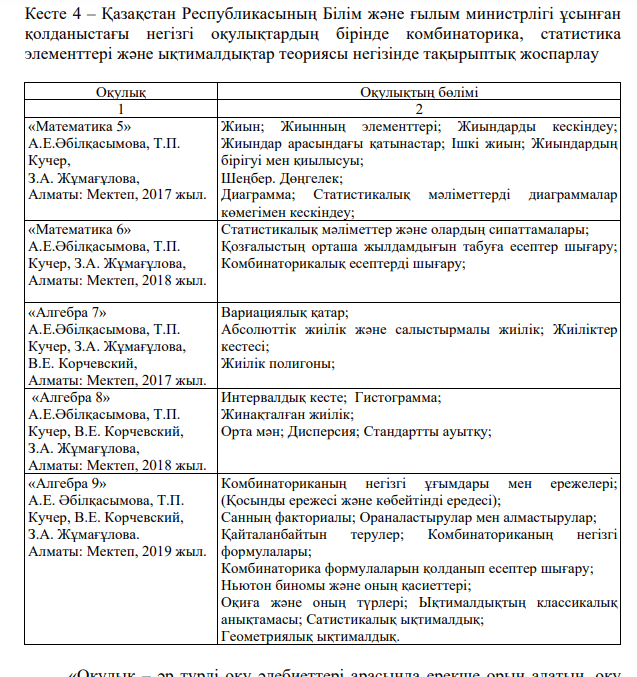 Кесте 4 – Қазақстан Республикасының Білім және ғылым министрлігі ұсынған
қолданыстағы негізгі оқулықтардың бірінде комбинаторика, статистика
элементтері және ықтималдықтар теориясы негізінде тақырыптық жоспарлау
Оқулық
Оқулықтың бөлімі
1
2
«Математика 5»
А.Е.Әбілқасымова, Т.П.
Кучер,
З.А. Жұмағұлова,
Алматы: Мектеп, 2017 жыл.
Жиын; Жиынның элементтері; Жиындарды кескіндеу;
Жиындар арасындағы қатынастар; Ішкі жиын; Жиындардың
бірігуі мен қиылысуы;
Шеңбер. Дөңгелек;
Диаграмма; Статистикалық мәліметтерді диаграммалар
көмегімен кескіндеу;
«Математика 6»
А.Е.Әбілқасымова, Т.П.
Кучер, З.А. Жұмағұлова,
Алматы: Мектеп, 2018 жыл.
Статистикалық мәліметтер және олардың сипаттамалары;
Қозғалыстың орташа жылдамдығын табуға есептер шығару;
Комбинаторикалық есептерді шығару;
«Алгебра 7»
А.Е.Әбілқасымова, Т.П.
Кучер, З.А. Жұмағұлова,
В.Е. Корчевский,
Алматы: Мектеп, 2017 жыл.
Вариациялық қатар;
Абсолюттік жиілік және салыстырмалы жиілік; Жиіліктер
кестесі;
Жиілік полигоны;
«Алгебра 8»
А.Е.Әбілқасымова, Т.П.
Кучер, В.Е. Корчевский,
З.А. Жұмағұлова,
Алматы: Мектеп, 2018 жыл.
Интервалдық кесте; Гистограмма;
Жинақталған жиілік;
Орта мән; Дисперсия; Стандартты ауытқу;
«Алгебра 9»
А.Е. Әбілқасымова, Т.П.
Кучер, В.Е. Корчевский,
З.А. Жұмағұлова.
Алматы: Мектеп, 2019 жыл.
Комбинаториканың негізгі ұғымдары мен ережелері;
(Қосынды ережесі және көбейтінді ередесі);
Санның факториалы; Ораналастырулар мен алмастырулар;
Қайталанбайтын терулер; Комбинаториканың негізгі
формулалары;
Комбинаторика формулаларын қолданып есептер шығару;
Ньютон биномы және оның қасиеттері;
Оқиға және оның түрлері; Ықтималдықтың классикалық
анықтамасы; Сатистикалық ықтималдық;
Геометриялық ықтималдық.
«Оқулық – әр түрлі оқу әдебиеттері арасында ерекше орын алатын, оқу